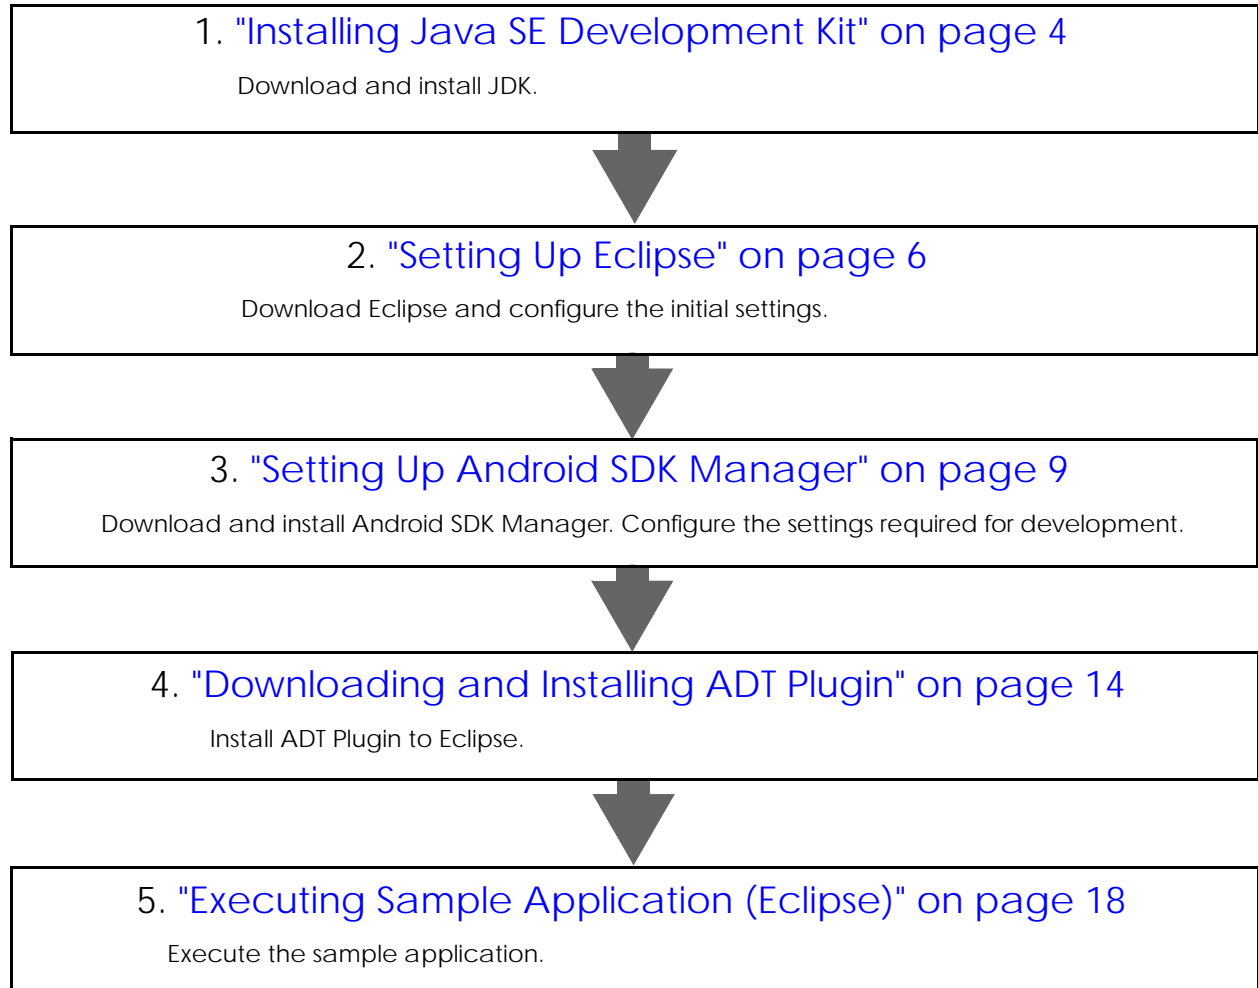 1. "Installing Java SE Development Kit" on page 4
Download and install JDK.
2. "Setting Up Eclipse" on page 6
Download Eclipse and configure the initial settings.
3. "Setting Up Android SDK Manager" on page 9
Download and install Android SDK Manager. Configure the settings required for development.
4. "Downloading and Installing ADT Plugin" on page 14
Install ADT Plugin to Eclipse.
5. "Executing Sample Application (Eclipse)" on page 18
Execute the sample application.